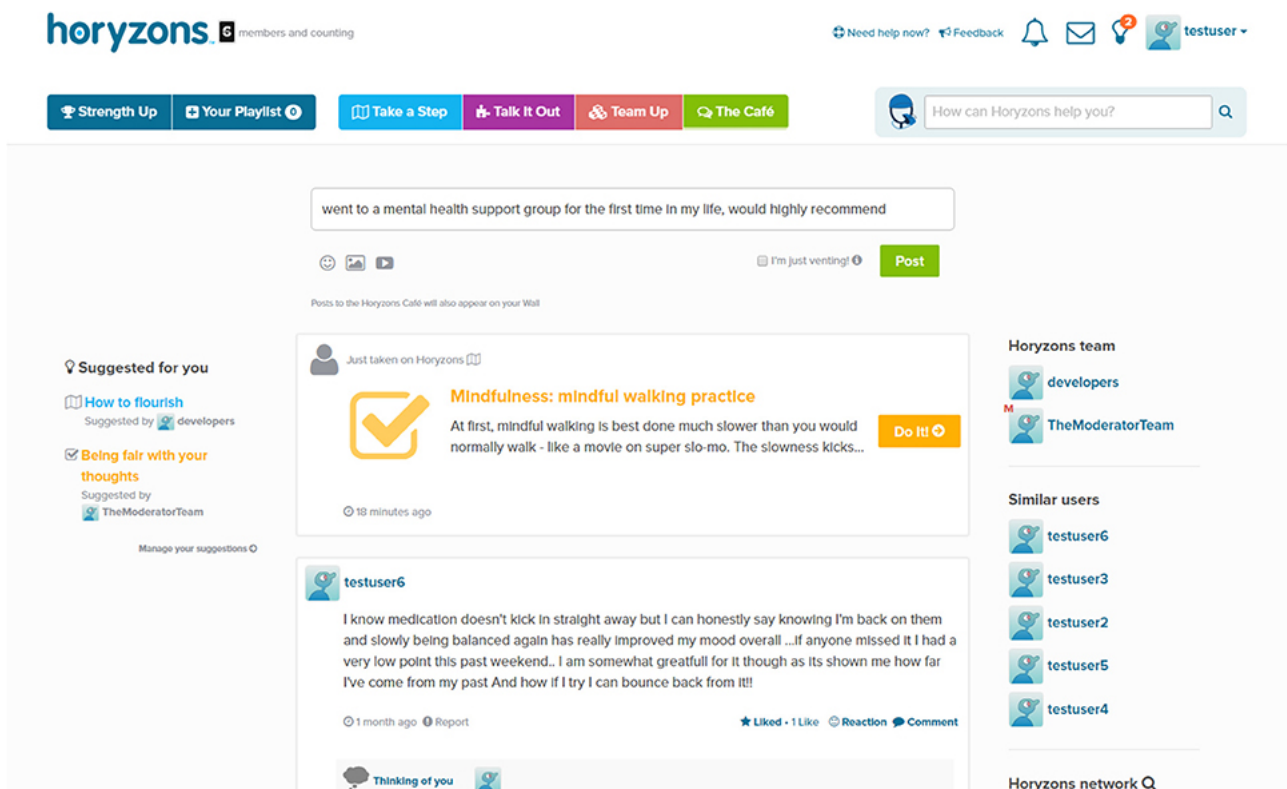 horyzons 6 members and counting
Need help now? Feedback 2 testuser
Strength Up Your Playlist 0 Take a Step Talk It Out Team Up The Café How can Horyzons help you?
went to a mental health support group for the first time in my life, would highly recommend
I'm just venting! Post
Posts to the Horyzons Café will also appear on your Wall
Suggested for you
How to flourish
Suggested by developers
Being fair with your
thoughts
Suggested by
TheModeratorTeam
Manage your suggestions
Just taken on Horyzons
Mindfulness: mindful walking practice
At first, mindful walking is best done much slower than you would
normally walk - like a movie on super slo-mo. The slowness kicks...
Do It!
18 minutes ago
testuser6
I know medication doesn't kick in straight away but I can honestly say knowing I'm back on them
and slowly being balanced again has really improved my mood overall ...if anyone missed it I had a
very low point this past weekend.. I am somewhat greatfull for it though as its shown me how far
I've come from my past And how if I try I can bounce back from it!!
1 month ago Report Liked • 1 Like Reaction Comment
Thinking of you
Horyzons team
developers
M
TheModeratorTeam
Similar users
testuser6
testuser3
testuser2
testuser5
testuser4
Horyzons network